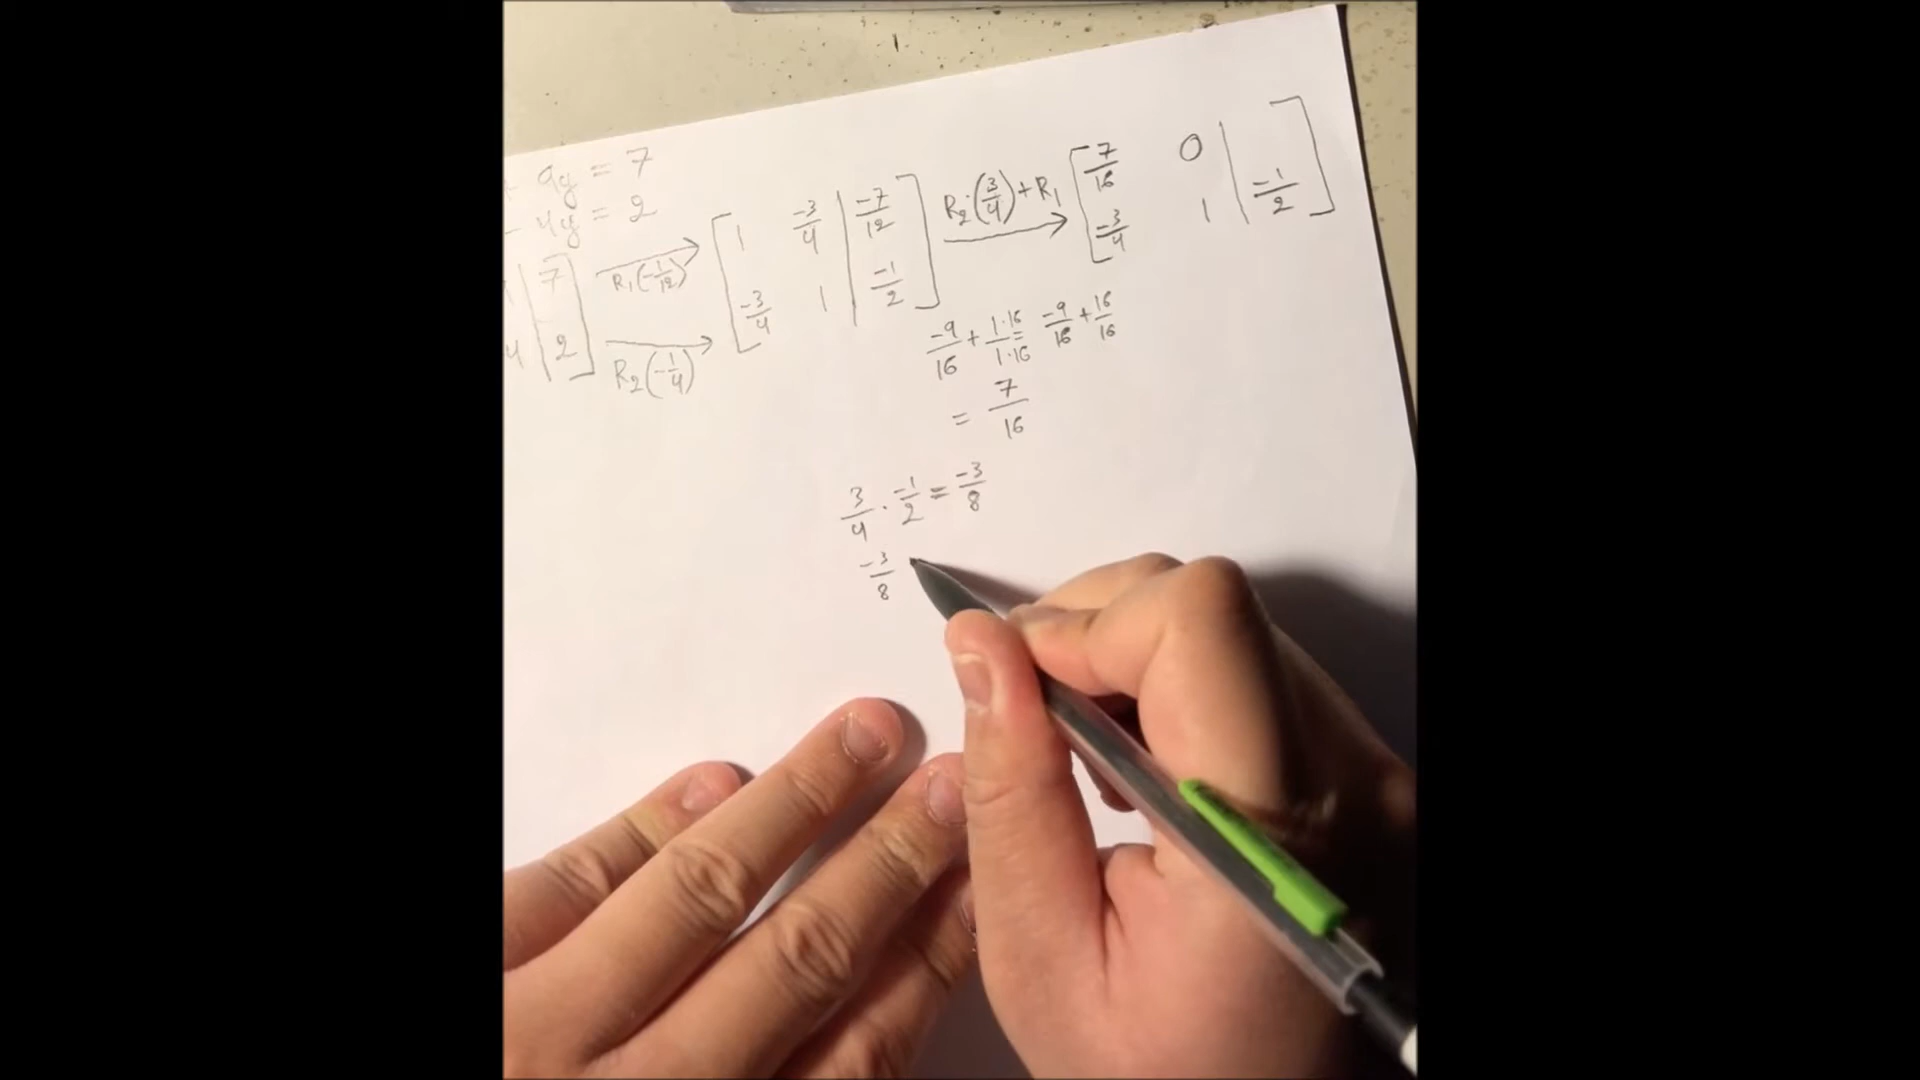 9y = 7
- 4y = 2
7
4 | 2 ]
R₁(-1/12)
R₂(-1/4)
[ 1 -3/4 | -7/12
-3/4 1 | -1/2 ]
R₂·(3/4)+R₁
[ 7/16 0 |
-3/4 1 | -1/2 ]
-9/16 + 1·16/1·16 = -9/16 + 16/16
= 7/16
3/4 · -1/2 = -3/8
-3/8